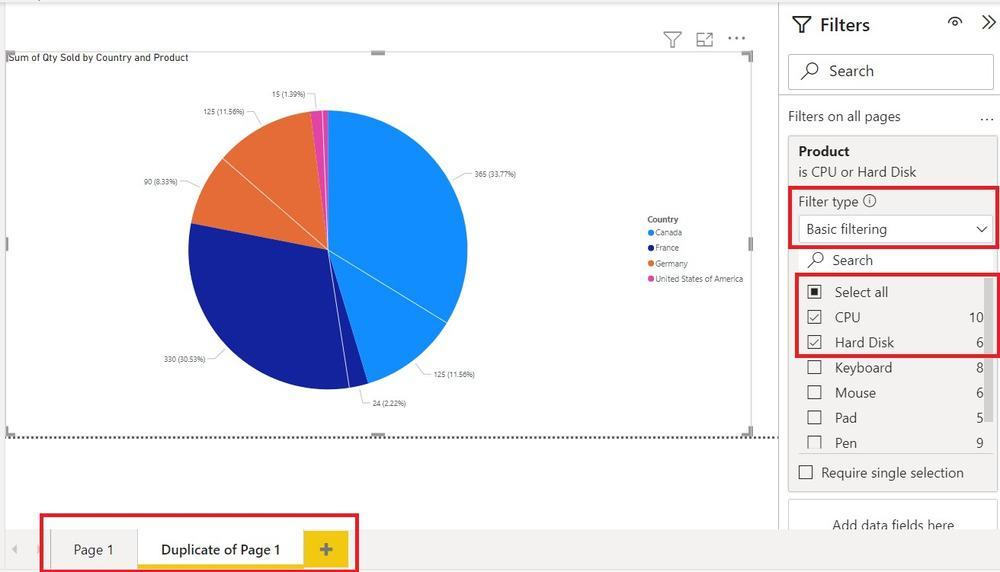 Sum of Qty Sold by Country and Product
15 (1.39%)
125 (11.56%)
90 (8.33%)
365 (33.77%)
330 (30.53%)
125 (11.56%)
24 (2.22%)
Country
Canada
France
Germany
United States of America
Filters
Search
Filters on all pages
Product
is CPU or Hard Disk
Filter type
Basic filtering
Search
Select all
CPU 10
Hard Disk 6
Keyboard 8
Mouse 6
Pad 5
Pen 9
Require single selection
Add data fields here
Page 1
Duplicate of Page 1
+